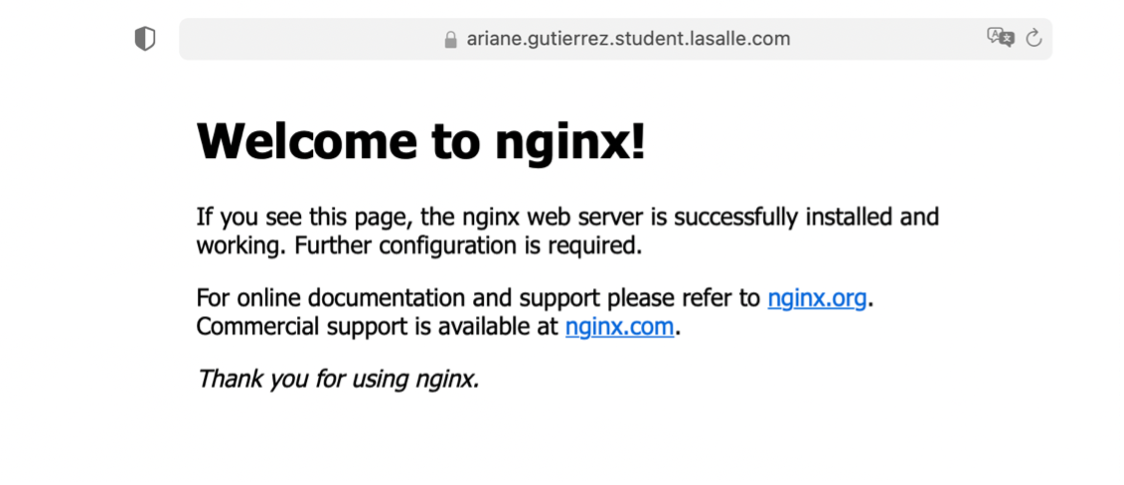 ariane.gutierrez.student.lasalle.com
Welcome to nginx!
If you see this page, the nginx web server is successfully installed and
working. Further configuration is required.
For online documentation and support please refer to nginx.org.
Commercial support is available at nginx.com.
Thank you for using nginx.